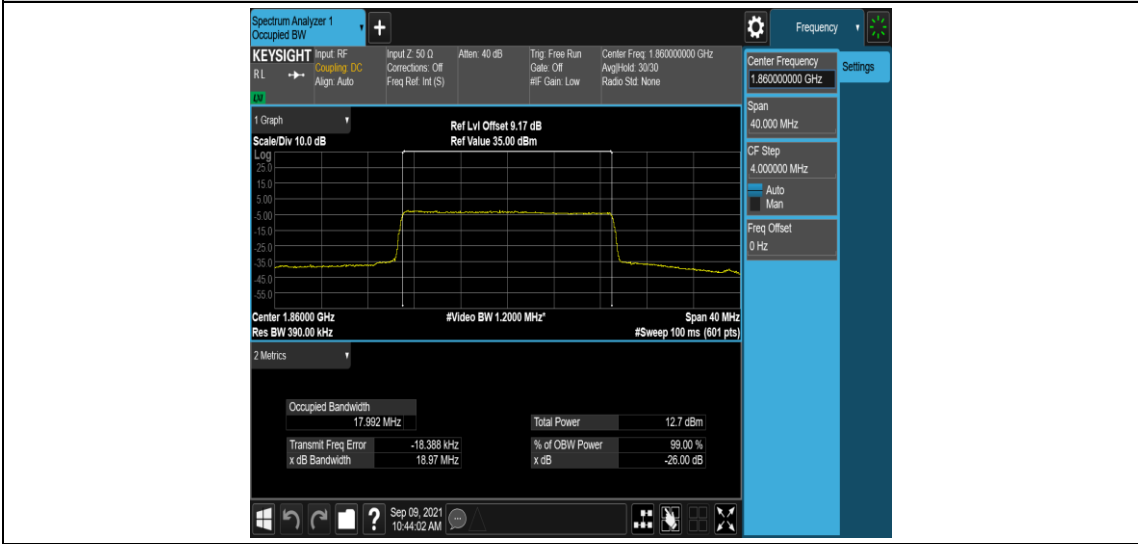 Spectrum Analyzer 1
Occupied BW
+
Frequency
KEYSIGHT
RL
LXI
Input: RF
Coupling: DC
Align: Auto
Input Z: 50 Ω
Corrections: Off
Freq Ref: Int (S)
Atten: 40 dB
Trig: Free Run
Gate: Off
#IF Gain: Low
Center Freq: 1.860000000 GHz
Avg|Hold: 30/30
Radio Std: None
Center Frequency
1.860000000 GHz
Settings
Span
40.000 MHz
CF Step
4.000000 MHz
Auto
Man
Freq Offset
0 Hz
1 Graph
Scale/Div 10.0 dB
Ref Lvl Offset 9.17 dB
Ref Value 35.00 dBm
Log
25.0
15.0
5.00
-5.00
-15.0
-25.0
-35.0
-45.0
-55.0
Center 1.86000 GHz
#Video BW 1.2000 MHz*
Span 40 MHz
Res BW 390.00 kHz
#Sweep 100 ms (601 pts)
2 Metrics
Occupied Bandwidth
17.992 MHz
Total Power 12.7 dBm
Transmit Freq Error -18.388 kHz
% of OBW Power 99.00 %
x dB Bandwidth 18.97 MHz
x dB -26.00 dB
?
Sep 09, 2021
10:44:02 AM